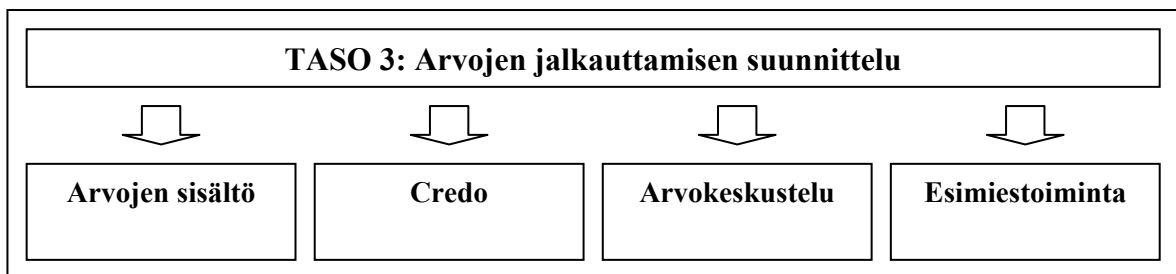 TASO 3: Arvojen jalkauttamisen suunnittelu
Arvojen sisältö
Credo
Arvokeskustelu
Esimiestoiminta